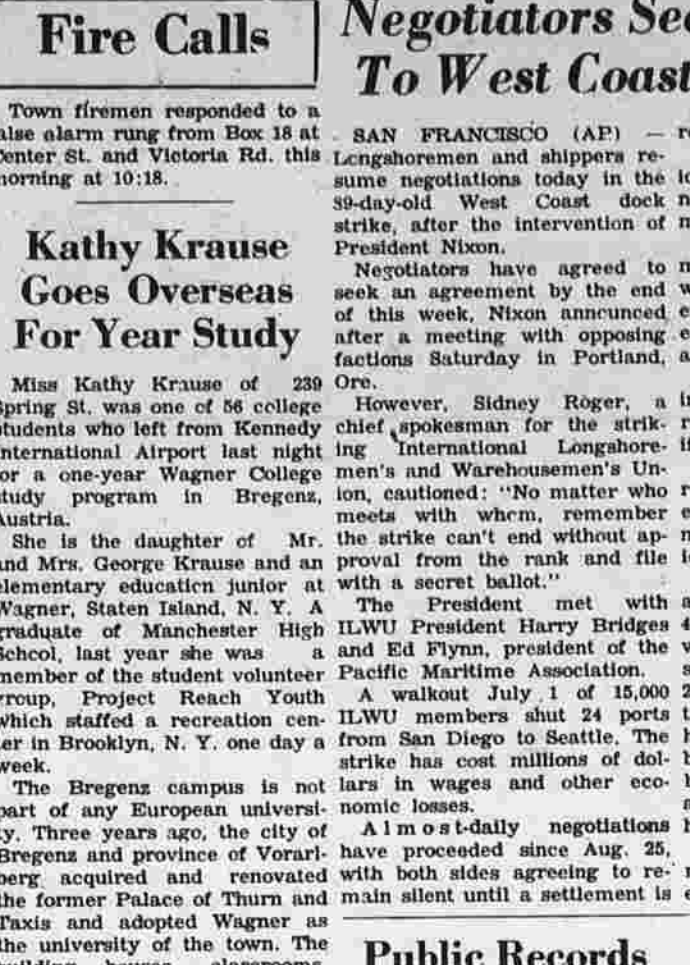 Fire Calls
Town firemen responded to a
alse alarm rung from Box 18 at
Center St. and Victoria Rd. this
morning at 10:18.
Kathy Krause
Goes Overseas
For Year Study
Miss Kathy Krause of 239
Spring St. was one of 56 college
students who left from Kennedy
International Airport last night
or a one-year Wagner College
study program in Bregenz,
Austria.
She is the daughter of Mr.
and Mrs. George Krause and an
elementary education junior at
Wagner, Staten Island, N. Y. A
graduate of Manchester High
School, last year she was a
member of the student volunteer
group, Project Reach Youth
which staffed a recreation cen-
ter in Brooklyn, N. Y. one day a
week.
The Bregenz campus is not
part of any European universi-
ty. Three years ago, the city of
Bregenz and province of Vorarl-
berg acquired and renovated
the former Palace of Thurn and
Taxis and adopted Wagner as
the university of the town. The
building houses classrooms,
Negotiators See
To West Coast
SAN FRANCISCO (AP) —
Longshoremen and shippers re-
sume negotiations today in the
89-day-old West Coast dock
strike, after the intervention of
President Nixon.
Negotiators have agreed to
seek an agreement by the end
of this week, Nixon announced
after a meeting with opposing
factions Saturday in Portland,
Ore.
However, Sidney Roger, a
chief spokesman for the strik-
ing International Longshore-
men's and Warehousemen's Un-
ion, cautioned: "No matter who
meets with whom, remember
the strike can't end without ap-
proval from the rank and file
with a secret ballot."
The President met with
ILWU President Harry Bridges
and Ed Flynn, president of the
Pacific Maritime Association.
A walkout July 1 of 15,000
ILWU members shut 24 ports
from San Diego to Seattle. The
strike has cost millions of dol-
lars in wages and other eco-
nomic losses.
Almost-daily negotiations
have proceeded since Aug. 25,
with both sides agreeing to re-
main silent until a settlement is
Public Records